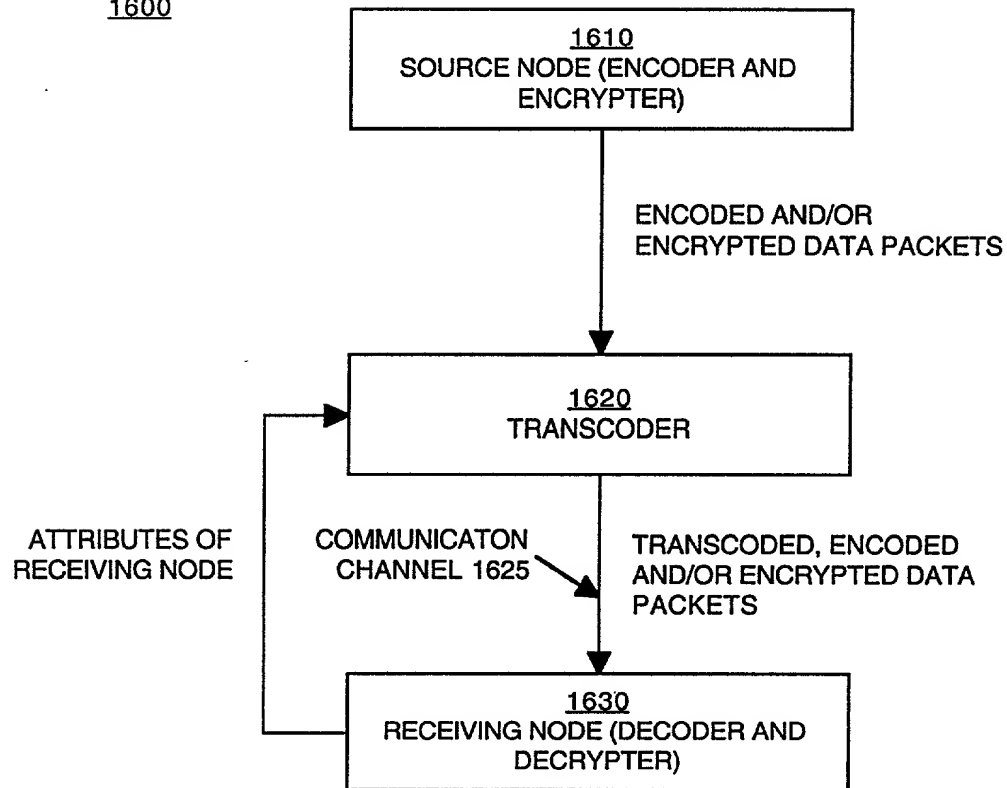 1600
1610
SOURCE NODE (ENCODER AND
ENCRYPTER)
ENCODED AND/OR
ENCRYPTED DATA PACKETS
1620
TRANSCODER
ATTRIBUTES OF
RECEIVING NODE
COMMUNICATON
CHANNEL 1625
TRANSCODED, ENCODED
AND/OR ENCRYPTED DATA
PACKETS
1630
RECEIVING NODE (DECODER AND
DECRYPTER)